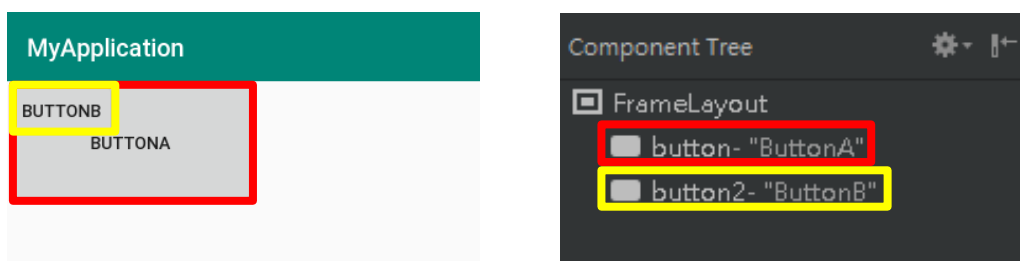 MyApplication
BUTTONB
BUTTONA
Component Tree
FrameLayout
button- "ButtonA"
button2- "ButtonB"